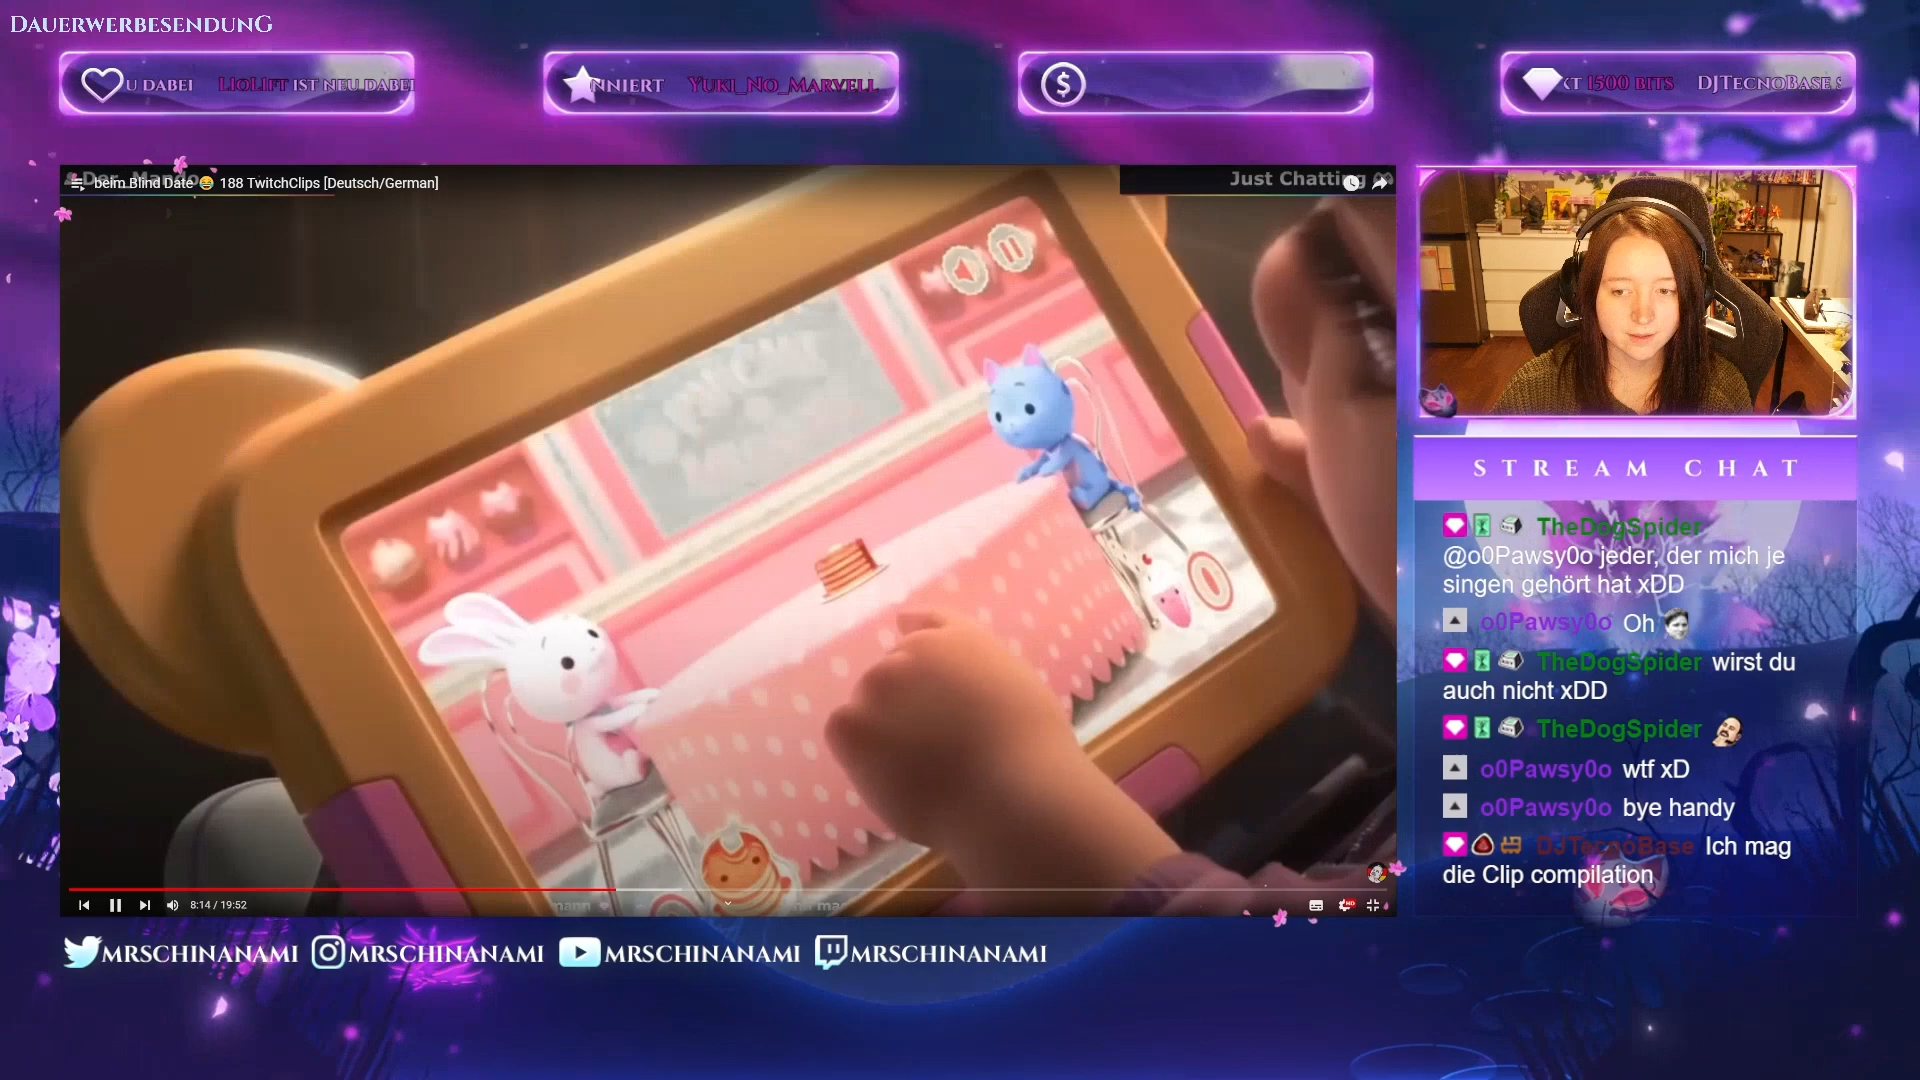 DAUERWERBESENDUNG
U DABEI LIOLIFT IST NEU DABEI
NNIERT YUKI_NO_MARVELL
KT 1500 BITS DJTECNOBASE S
beim Blind Date 😂 188 TwitchClips [Deutsch/German]
Just Chatting
STREAM CHAT
TheDogSpider
@o0Pawsy0o jeder, der mich je
singen gehört hat xDD
o0Pawsy0o Oh
TheDogSpider wirst du
auch nicht xDD
TheDogSpider
o0Pawsy0o wtf xD
o0Pawsy0o bye handy
DJTecnoBase Ich mag
die Clip compilation
8:14 / 19:52
MRSCHINANAMI MRSCHINANAMI MRSCHINANAMI MRSCHINANAMI